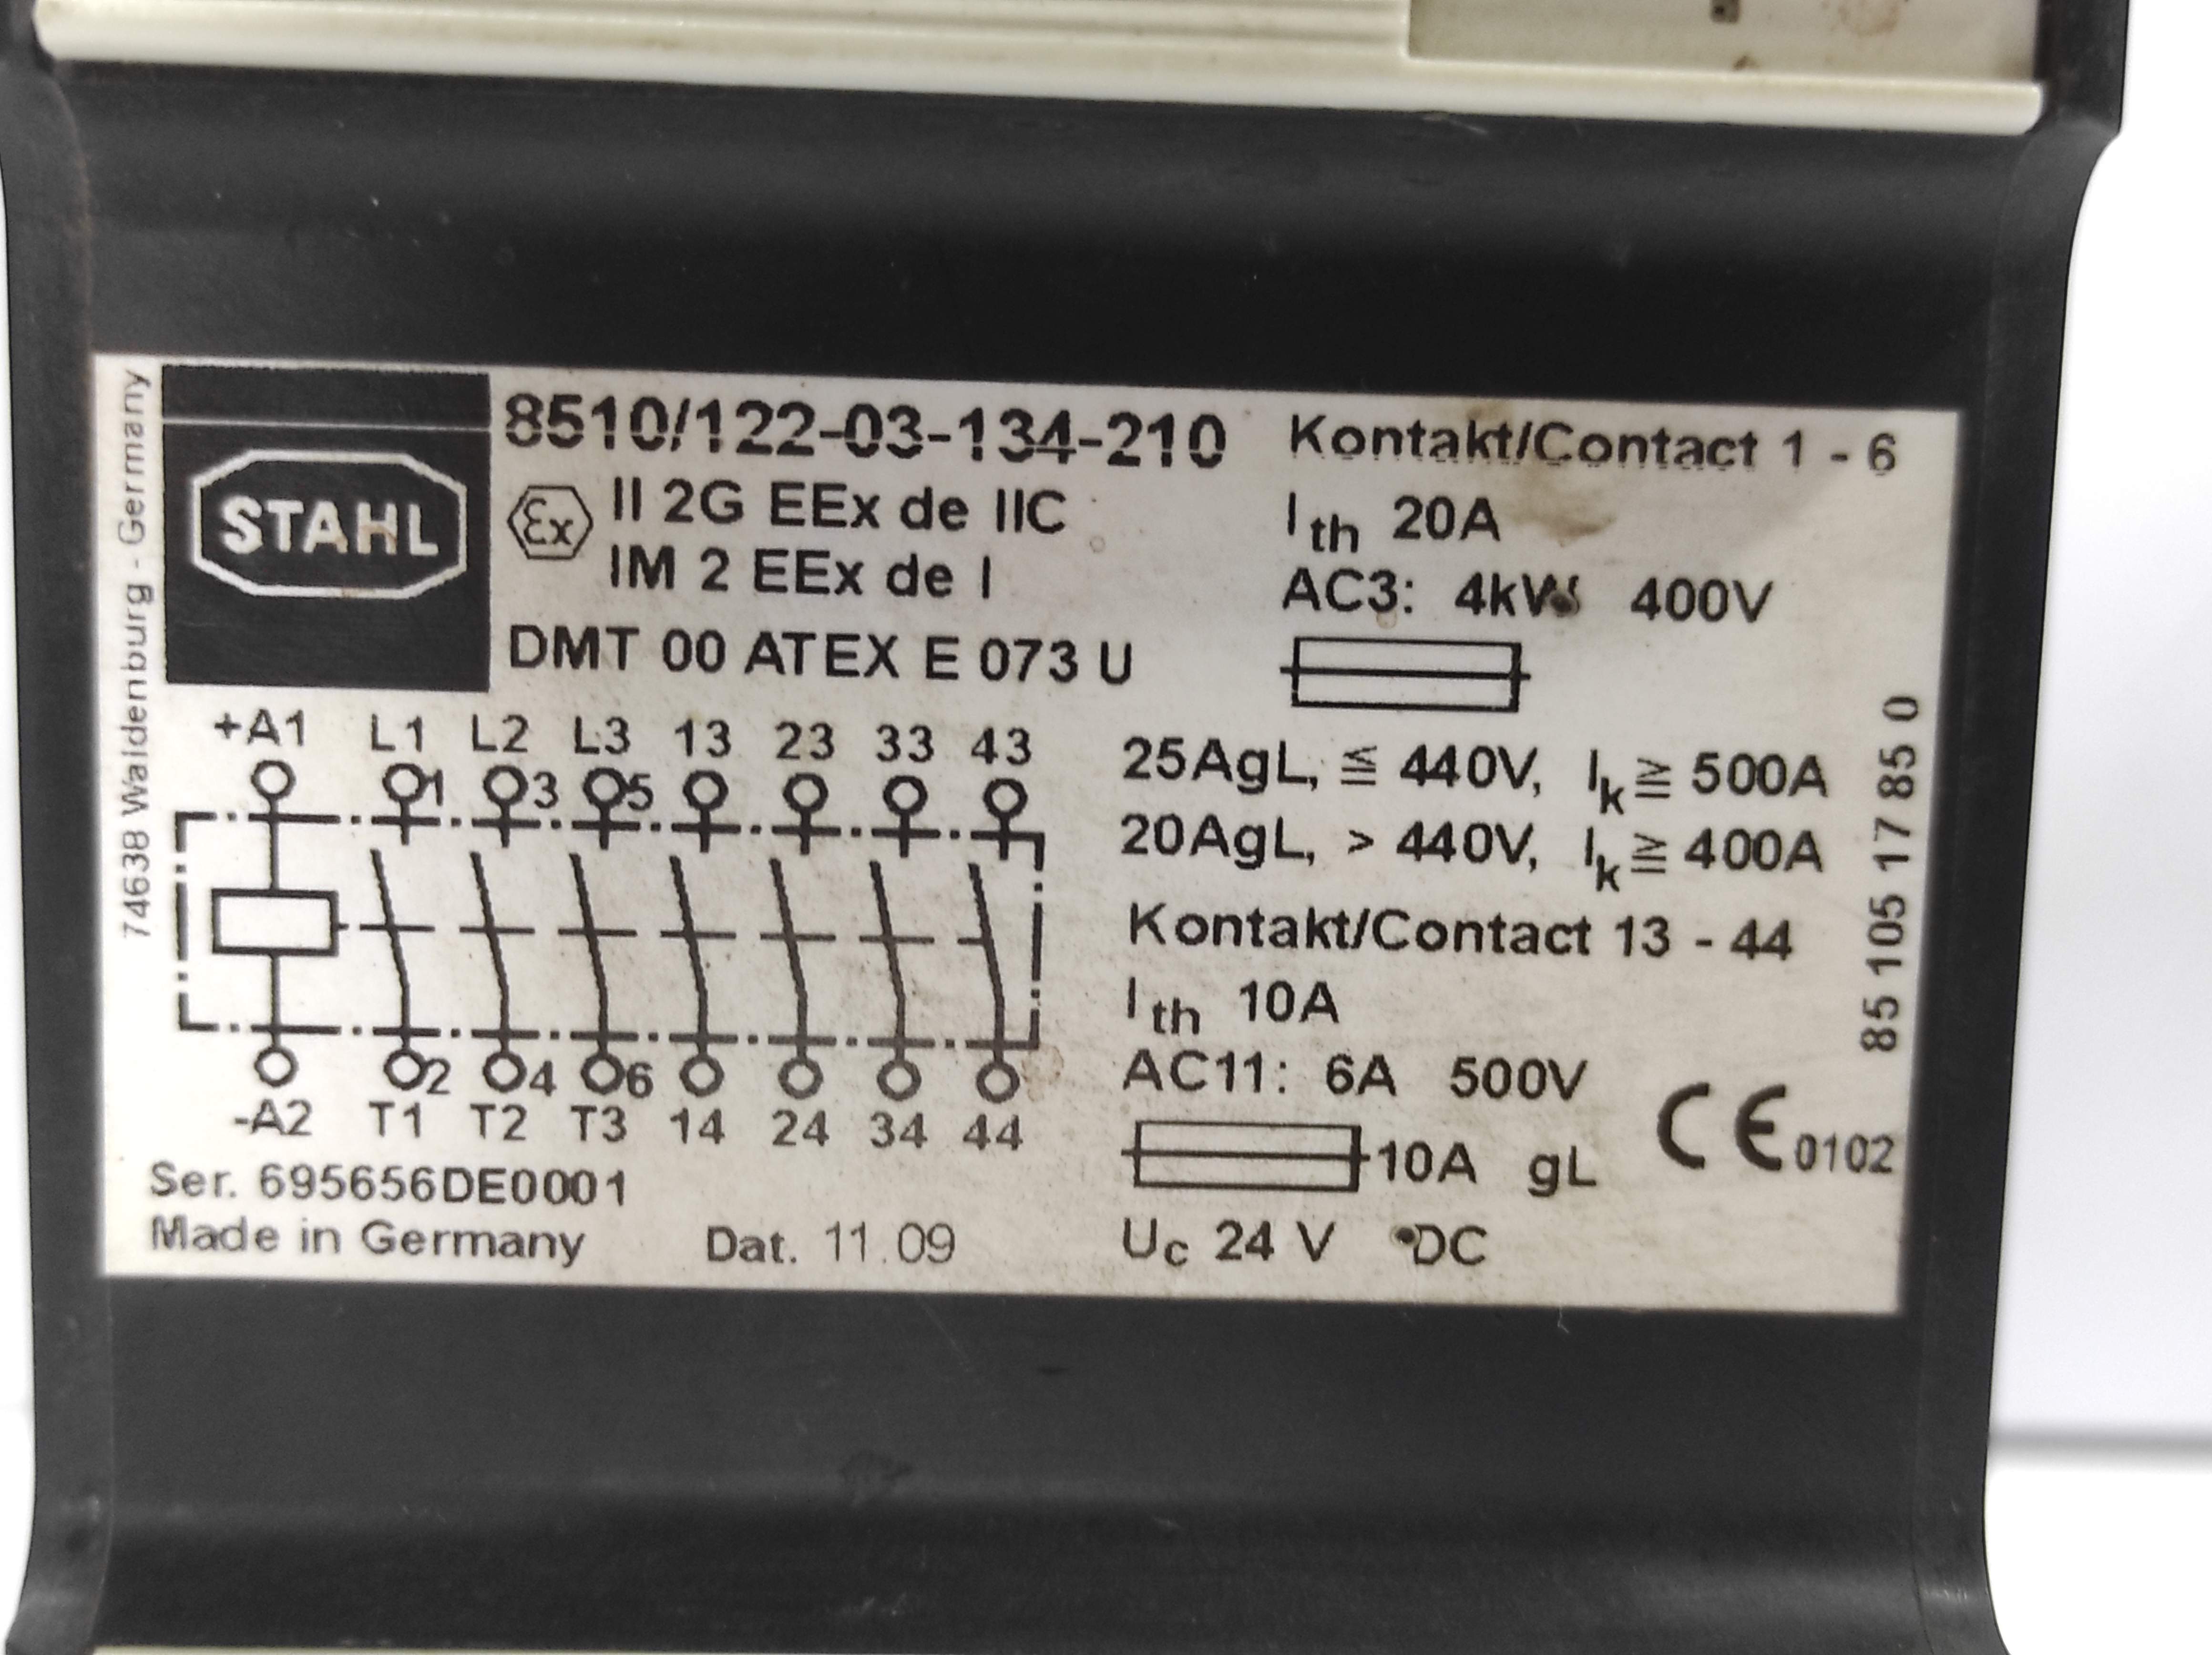 74638 Waldenburg - Germany
STAHL
8510/122-03-134-210
Ex II 2G EEx de IIC
IM 2 EEx de I
DMT 00 ATEX E 073 U
+A1 L1 L2 L3 13 23 33 43
1 3 5
2 4 6
-A2 T1 T2 T3 14 24 34 44
Ser. 695656DE0001
Made in Germany Dat. 11.09
Kontakt/Contact 1 - 6
Ith 20A
AC3: 4kW 400V
25AgL, ≦ 440V, Ik ≧ 500A
20AgL, > 440V, Ik ≧ 400A
Kontakt/Contact 13 - 44
Ith 10A
AC11: 6A 500V
10A gL
Uc 24 V DC
CE 0102
85 105 17 85 0